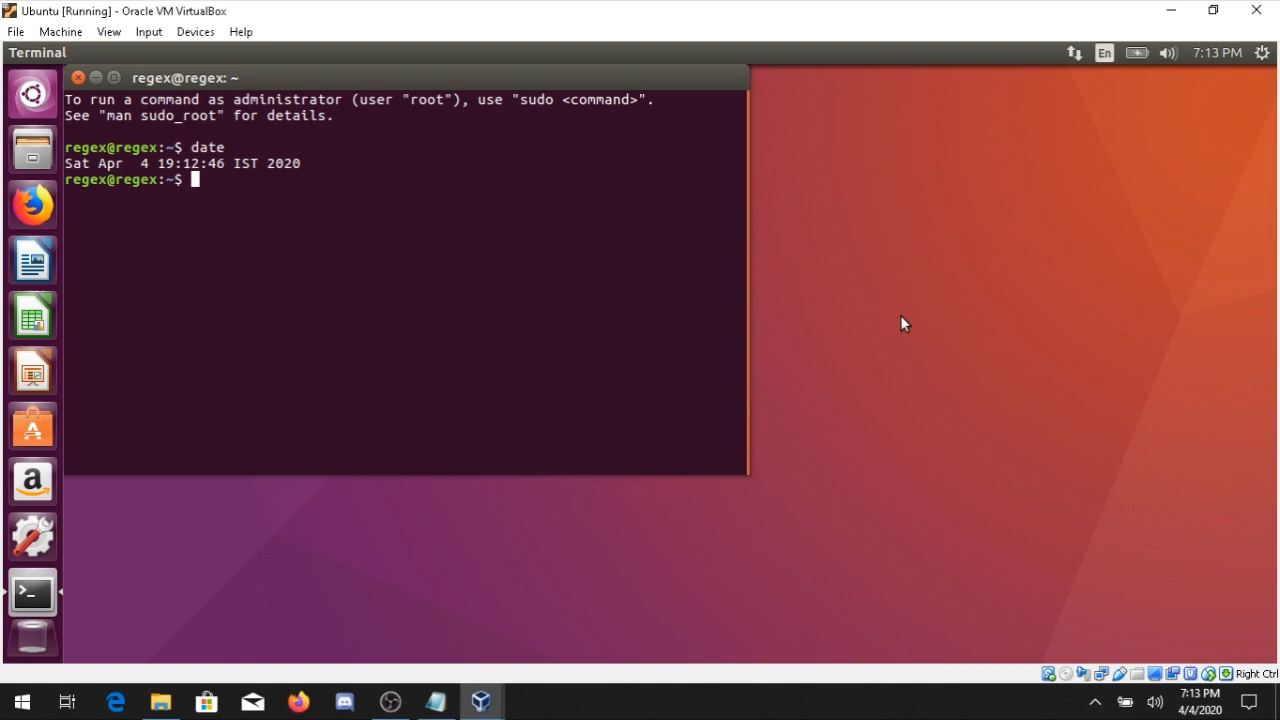 Ubuntu [Running] - Oracle VM VirtualBox
File Machine View Input Devices Help
Terminal
En
7:13 PM
regex@regex: ~
To run a command as administrator (user "root"), use "sudo <command>".
See "man sudo_root" for details.
regex@regex:~$ date
Sat Apr  4 19:12:46 IST 2020
regex@regex:~$
Right Ctrl
7:13 PM
4/4/2020